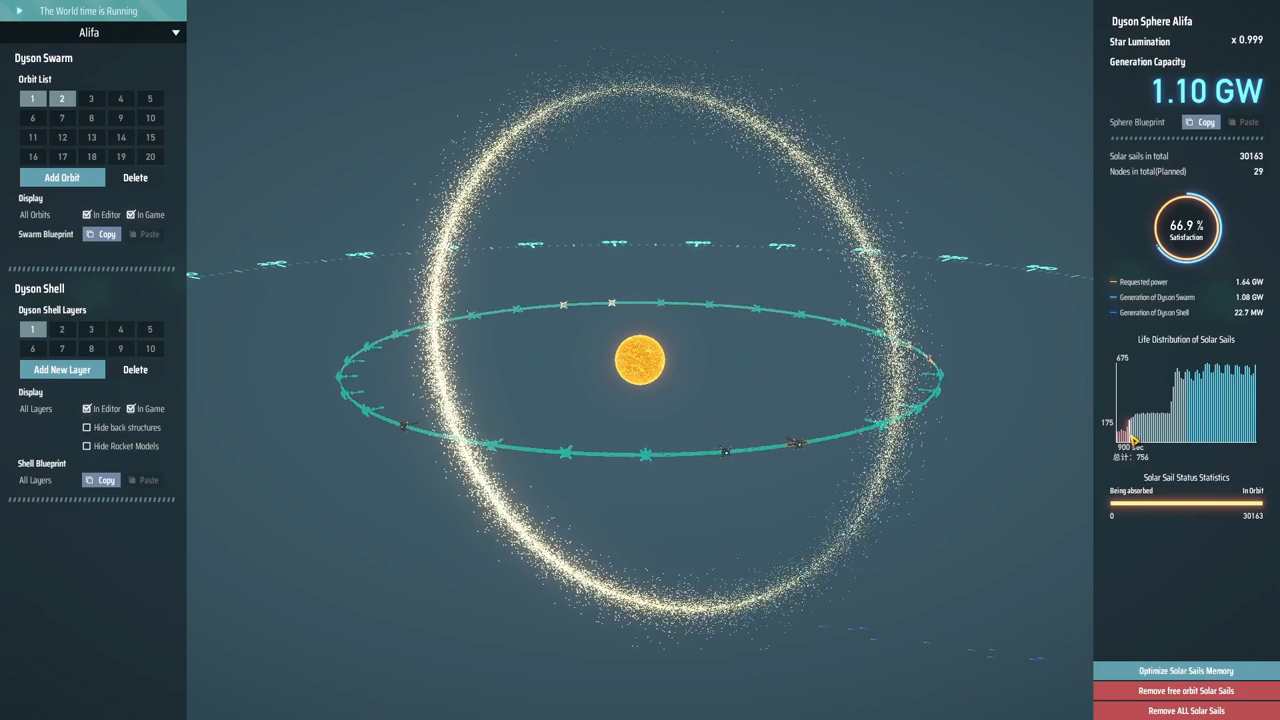 The World time is Running
Alifa
Dyson Swarm
Orbit List
1 2 3 4 5
6 7 8 9 10
11 12 13 14 15
16 17 18 19 20
Add Orbit Delete
Display
All Orbits In Editor In Game
Swarm Blueprint Copy Paste
Dyson Shell
Dyson Shell Layers
1 2 3 4 5
6 7 8 9 10
Add New Layer Delete
Display
All Layers In Editor In Game
Hide back structures
Hide Rocket Models
Shell Blueprint
All Layers Copy Paste
Dyson Sphere Alifa
Star Lumination x 0.999
Generation Capacity
1.10 GW
Sphere Blueprint Copy Paste
Solar sails in total 30163
Nodes in total(Planned) 29
66.9 %
Satisfaction
Requested power 1.64 GW
Generation of Dyson Swarm 1.08 GW
Generation of Dyson Shell 22.7 MW
Life Distribution of Solar Sails
675
175
900 Sec
总计: 756
Solar Sail Status Statistics
Being absorbed In Orbit
0 30163
Optimize Solar Sails Memory
Remove free orbit Solar Sails
Remove ALL Solar Sails